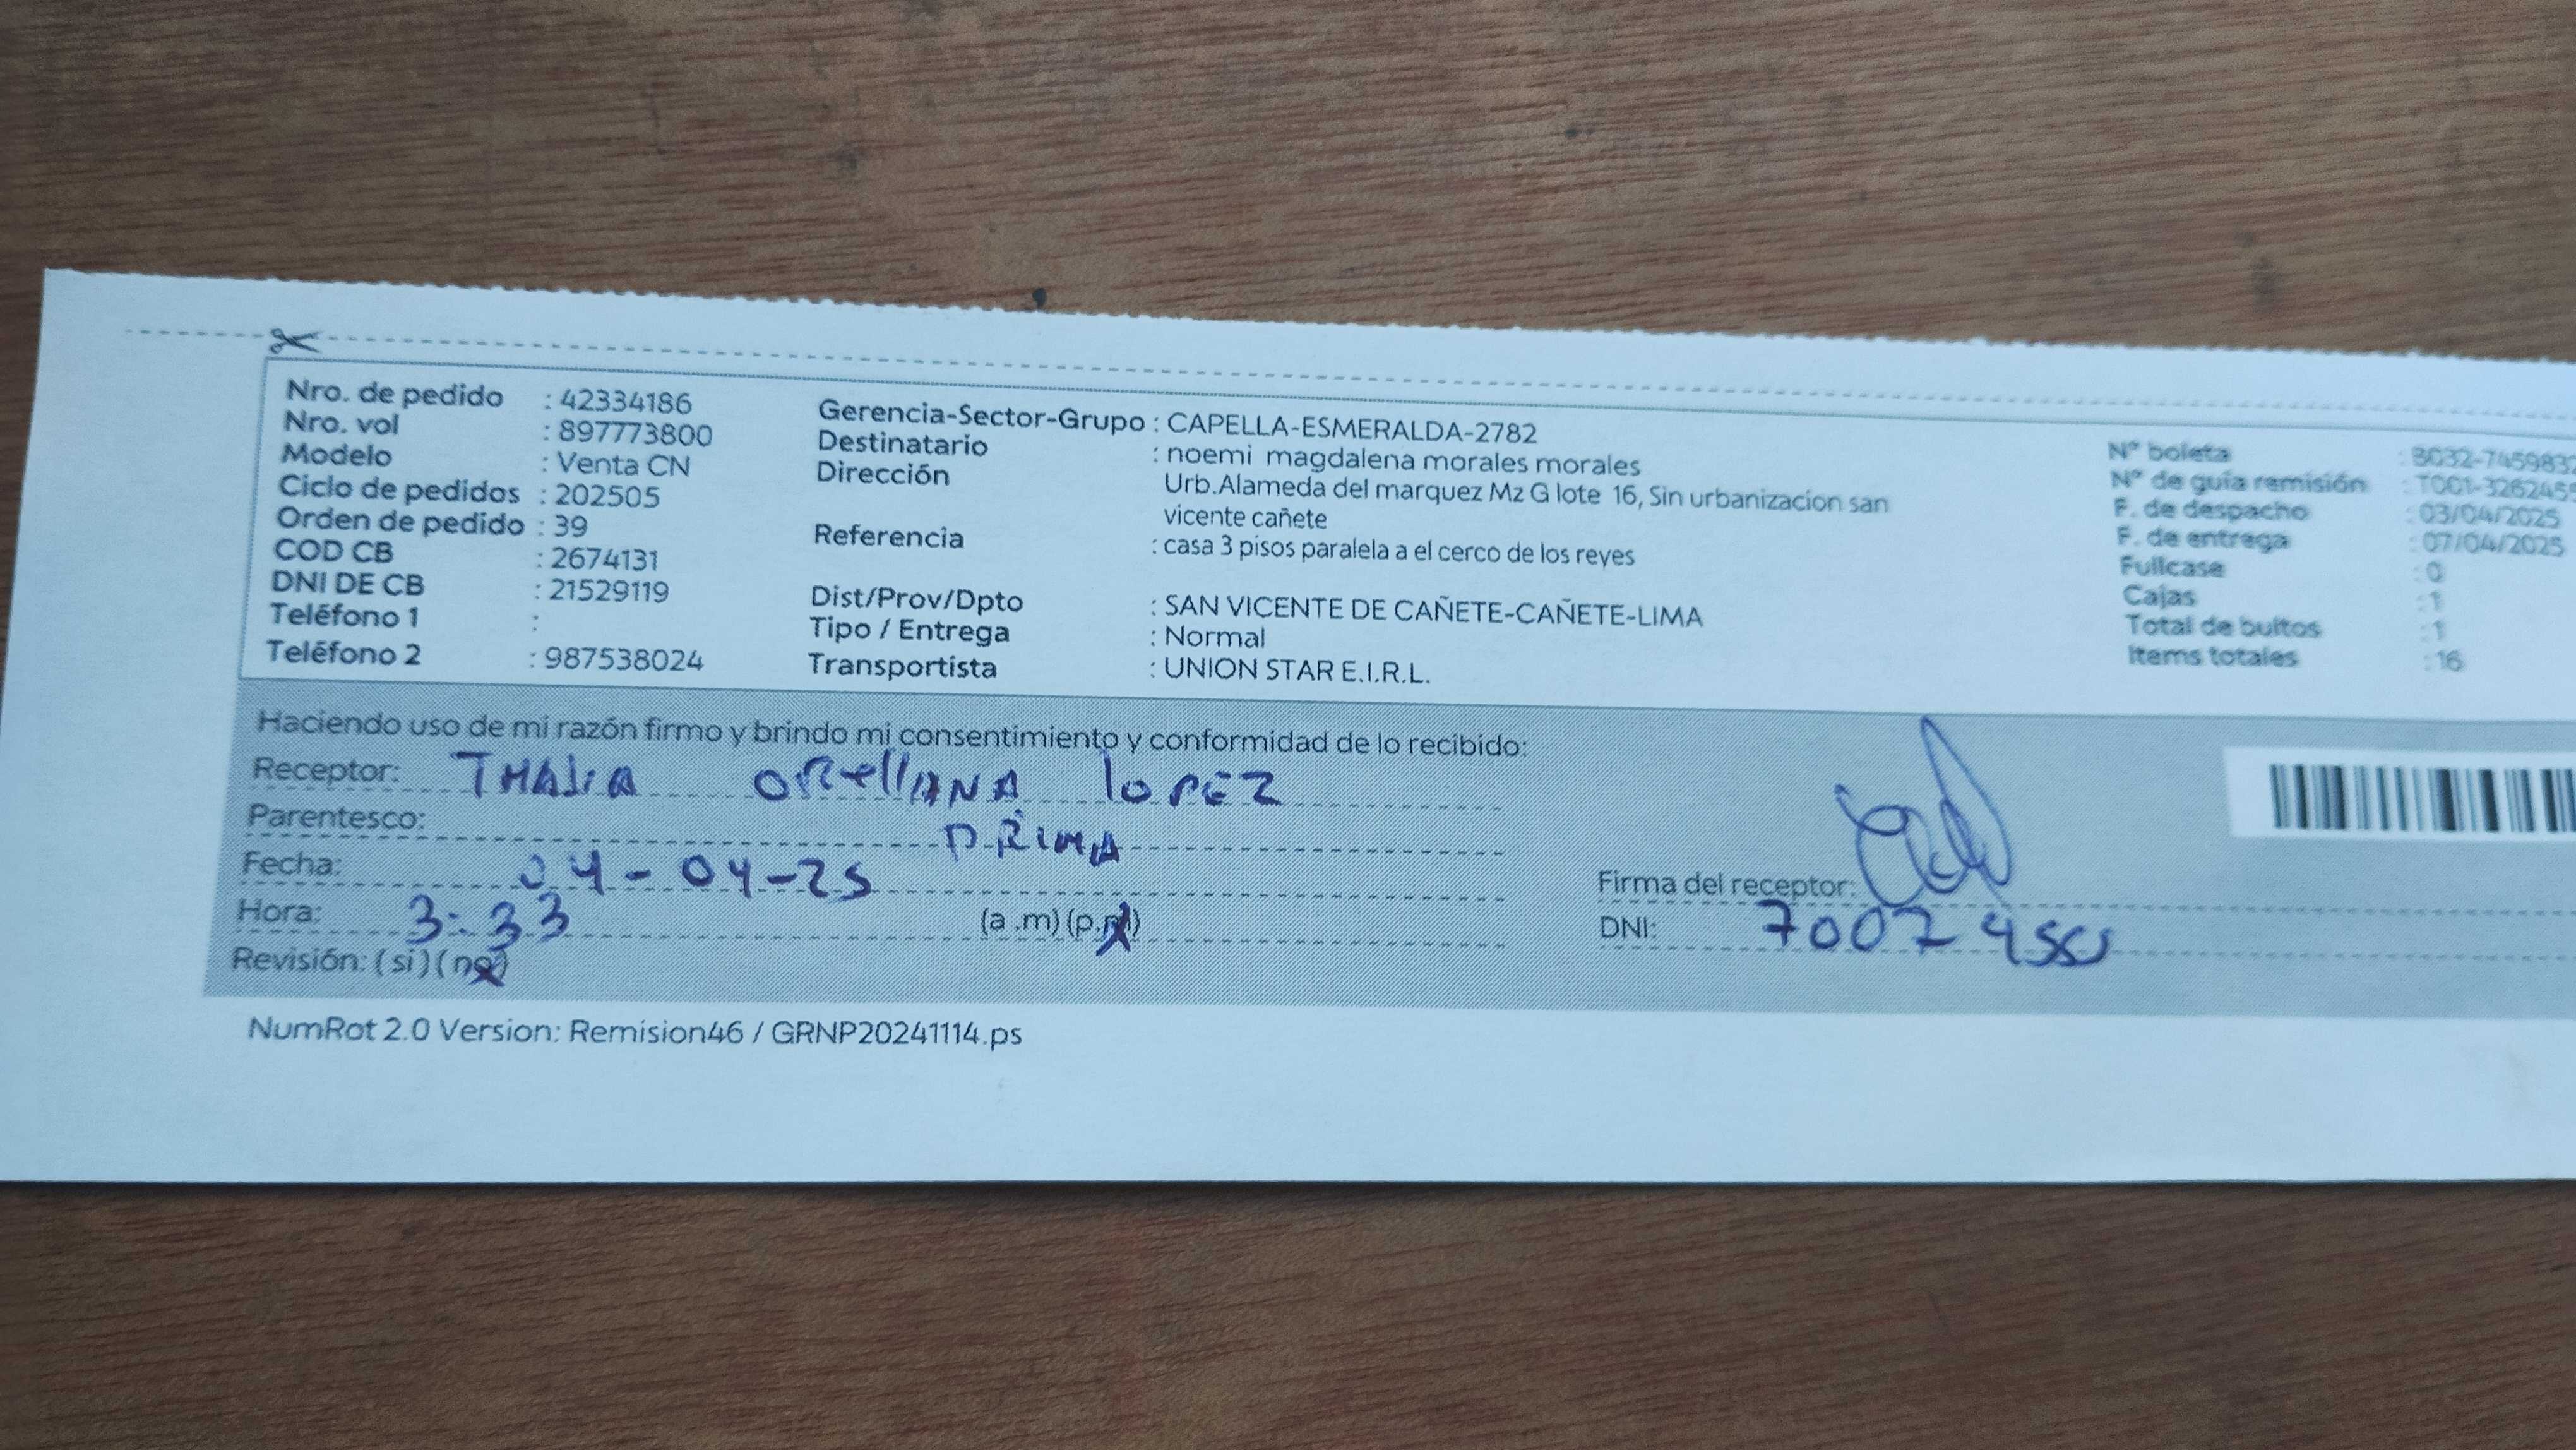 Nro. de pedido : 42334186
Nro. vol : 897773800
Modelo : Venta CN
Ciclo de pedidos : 202505
Orden de pedido : 39
COD CB : 2674131
DNI DE CB : 21529119
Teléfono 1 :
Teléfono 2 : 987538024
Gerencia-Sector-Grupo : CAPELLA-ESMERALDA-2782
Destinatario : noemi magdalena morales morales
Dirección Urb.Alameda del marquez Mz G lote 16, Sin urbanizacion san
vicente cañete
Referencia : casa 3 pisos paralela a el cerco de los reyes
Dist/Prov/Dpto : SAN VICENTE DE CAÑETE-CAÑETE-LIMA
Tipo / Entrega : Normal
Transportista : UNION STAR E.I.R.L.
Nº boleta : B032-7459832
Nº de guía remisión : T001-3262455
F. de despacho : 03/04/2025
F. de entrega : 07/04/2025
Fullcase : 0
Cajas : 1
Total de bultos : 1
Items totales : 16
Haciendo uso de mi razón firmo y brindo mi consentimiento y conformidad de lo recibido:
Receptor: THALIA ORellANA lOPEZ
Parentesco: PRiMA
Fecha: 04-04-25
Hora: 3:33 (a .m) (p.m)
Revisión: (si) (no)
Firma del receptor:
DNI:
NumRot 2.0 Version: Remision46 / GRNP20241114.ps